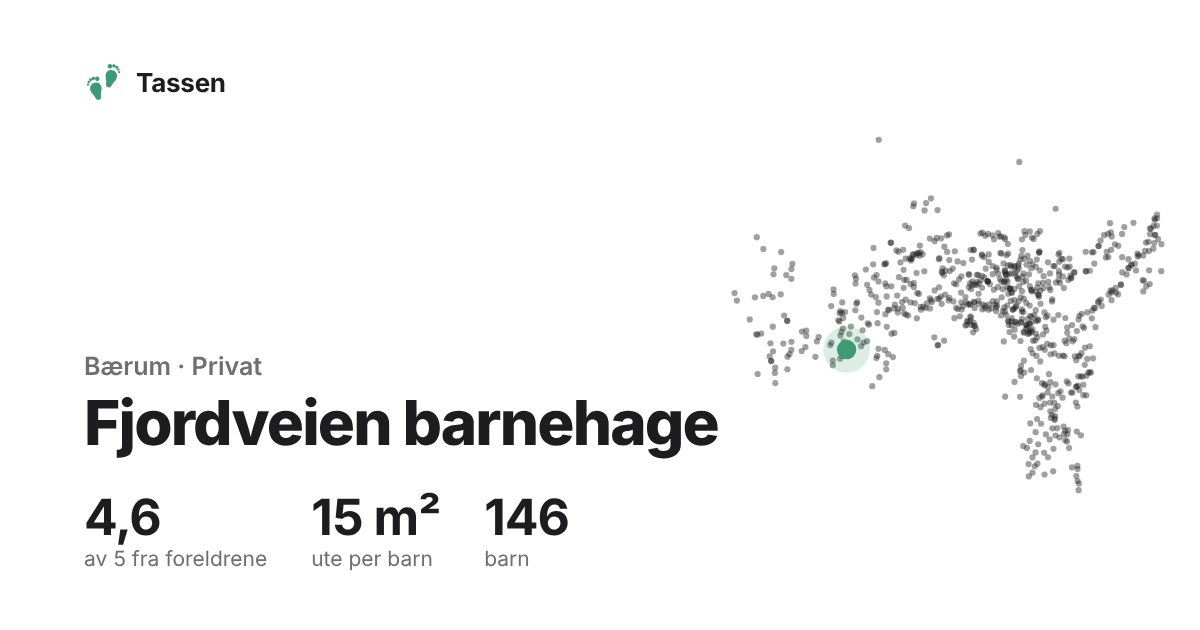 Tassen
Bærum · Privat
Fjordveien barnehage
4,6 15 m² 146
av 5 fra foreldrene ute per barn barn